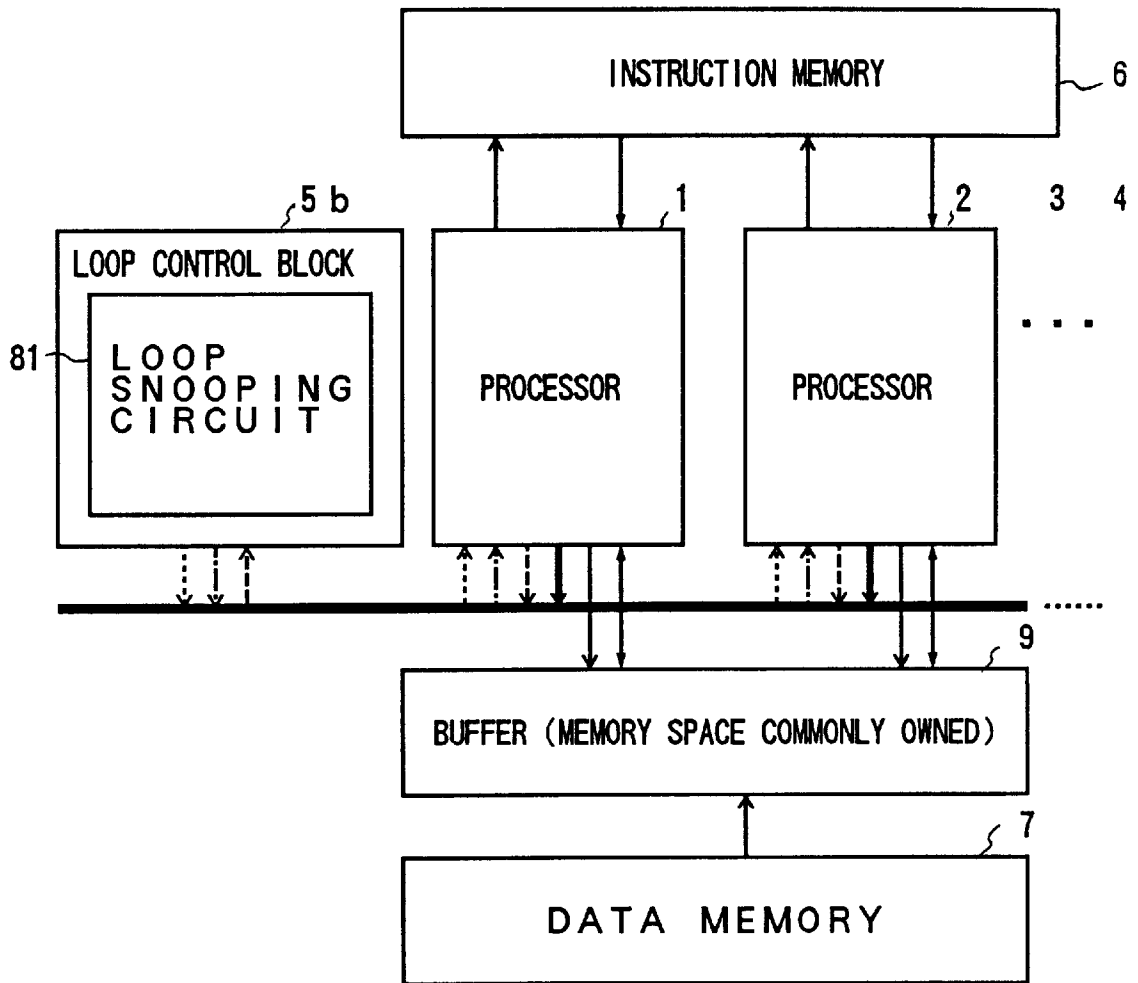 INSTRUCTION MEMORY
6
5b
1
2
3
4
LOOP CONTROL BLOCK
81
LOOP
SNOOPING
CIRCUIT
PROCESSOR
PROCESSOR
9
BUFFER (MEMORY SPACE COMMONLY OWNED)
7
DATA MEMORY